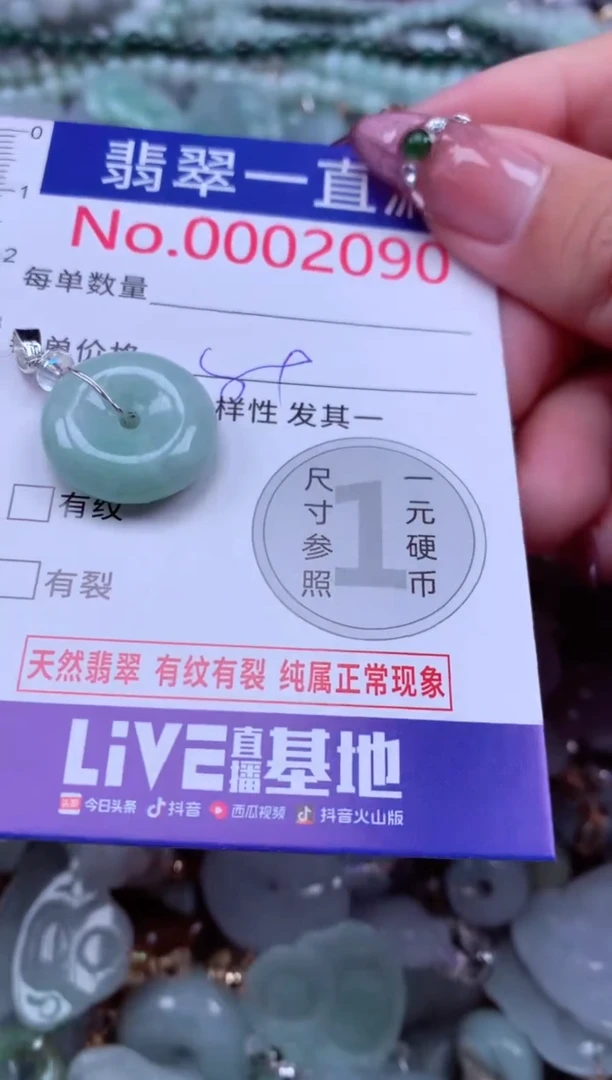 0
1
2
翡翠一直
No.0002090
每单数量
单价格
样性 发其一
有纹
有裂
尺寸参照
1
一元硬币
天然翡翠 有纹有裂 纯属正常现象
LiVE直播基地
今日头条 抖音 西瓜视频 抖音火山版